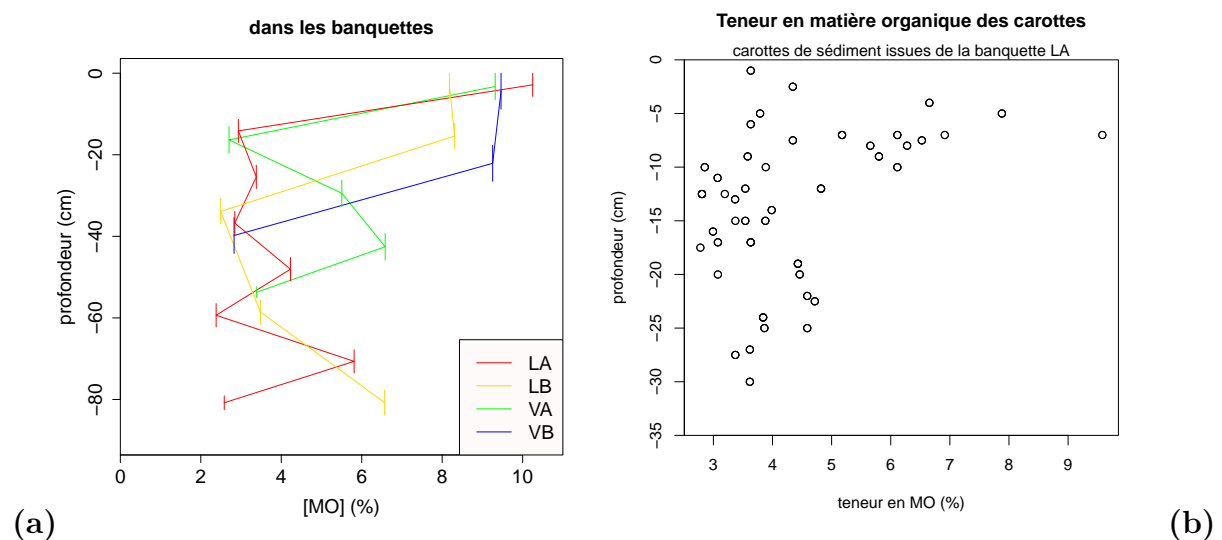 dans les banquettes
0
−20
−40
−60
−80
profondeur (cm)
0 2 4 6 8 10
[MO] (%)
LA
LB
VA
VB
(a)
Teneur en matière organique des carottes
carottes de sédiment issues de la banquette LA
0
−5
−10
−15
−20
−25
−30
−35
profondeur (cm)
3 4 5 6 7 8 9
teneur en MO (%)
(b)